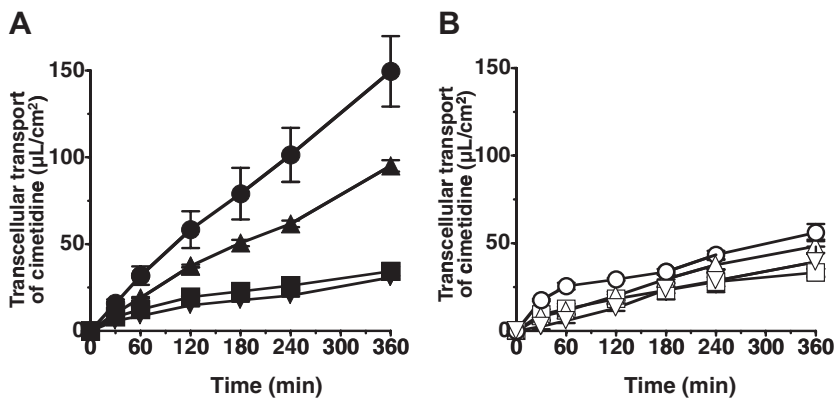 A
Transcellular transport
of cimetidine (µL/cm²)
150
100
50
0
0 60 120 180 240 300 360
Time (min)
B
Transcellular transport
of cimetidine (µL/cm²)
150
100
50
0
0 60 120 180 240 300 360
Time (min)